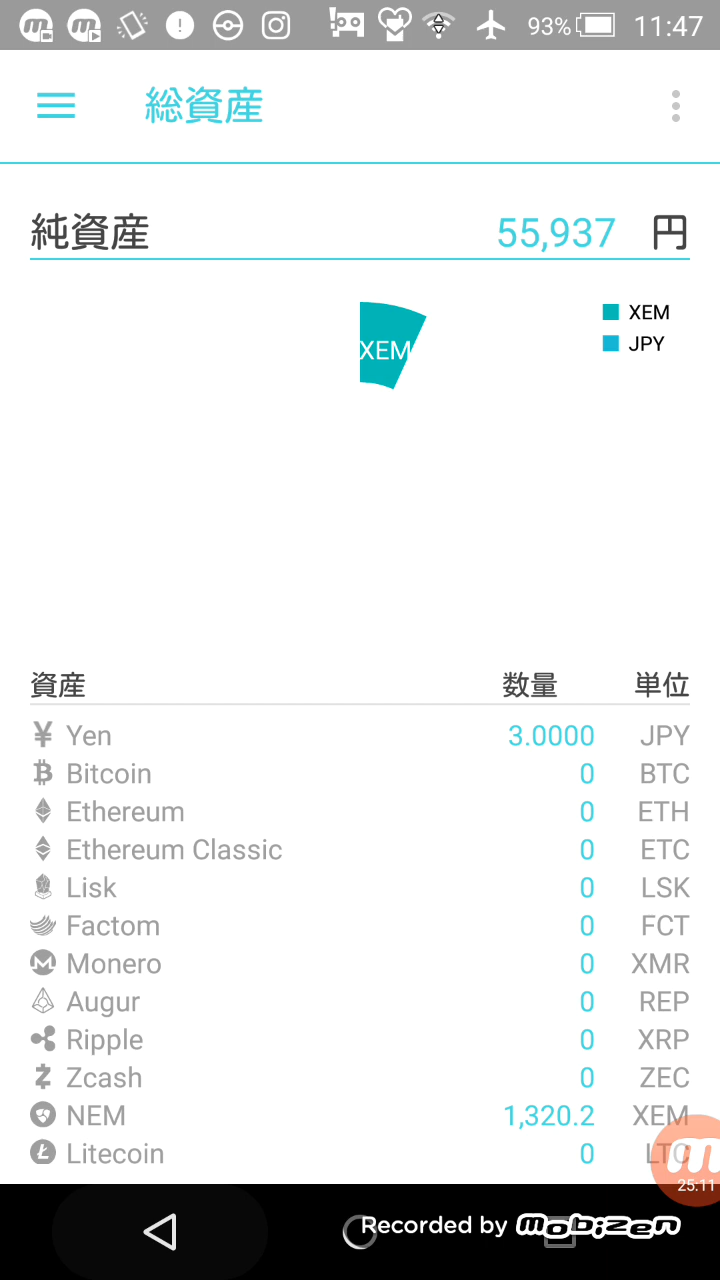 93% 11:47
総資産
純資産 55,937 円
XEM
JPY
XEM
資産 数量 単位
Yen 3.0000 JPY
Bitcoin 0 BTC
Ethereum 0 ETH
Ethereum Classic 0 ETC
Lisk 0 LSK
Factom 0 FCT
Monero 0 XMR
Augur 0 REP
Ripple 0 XRP
Zcash 0 ZEC
NEM 1,320.2 XEM
Litecoin 0 LTC
25:11
Recorded by mobizen